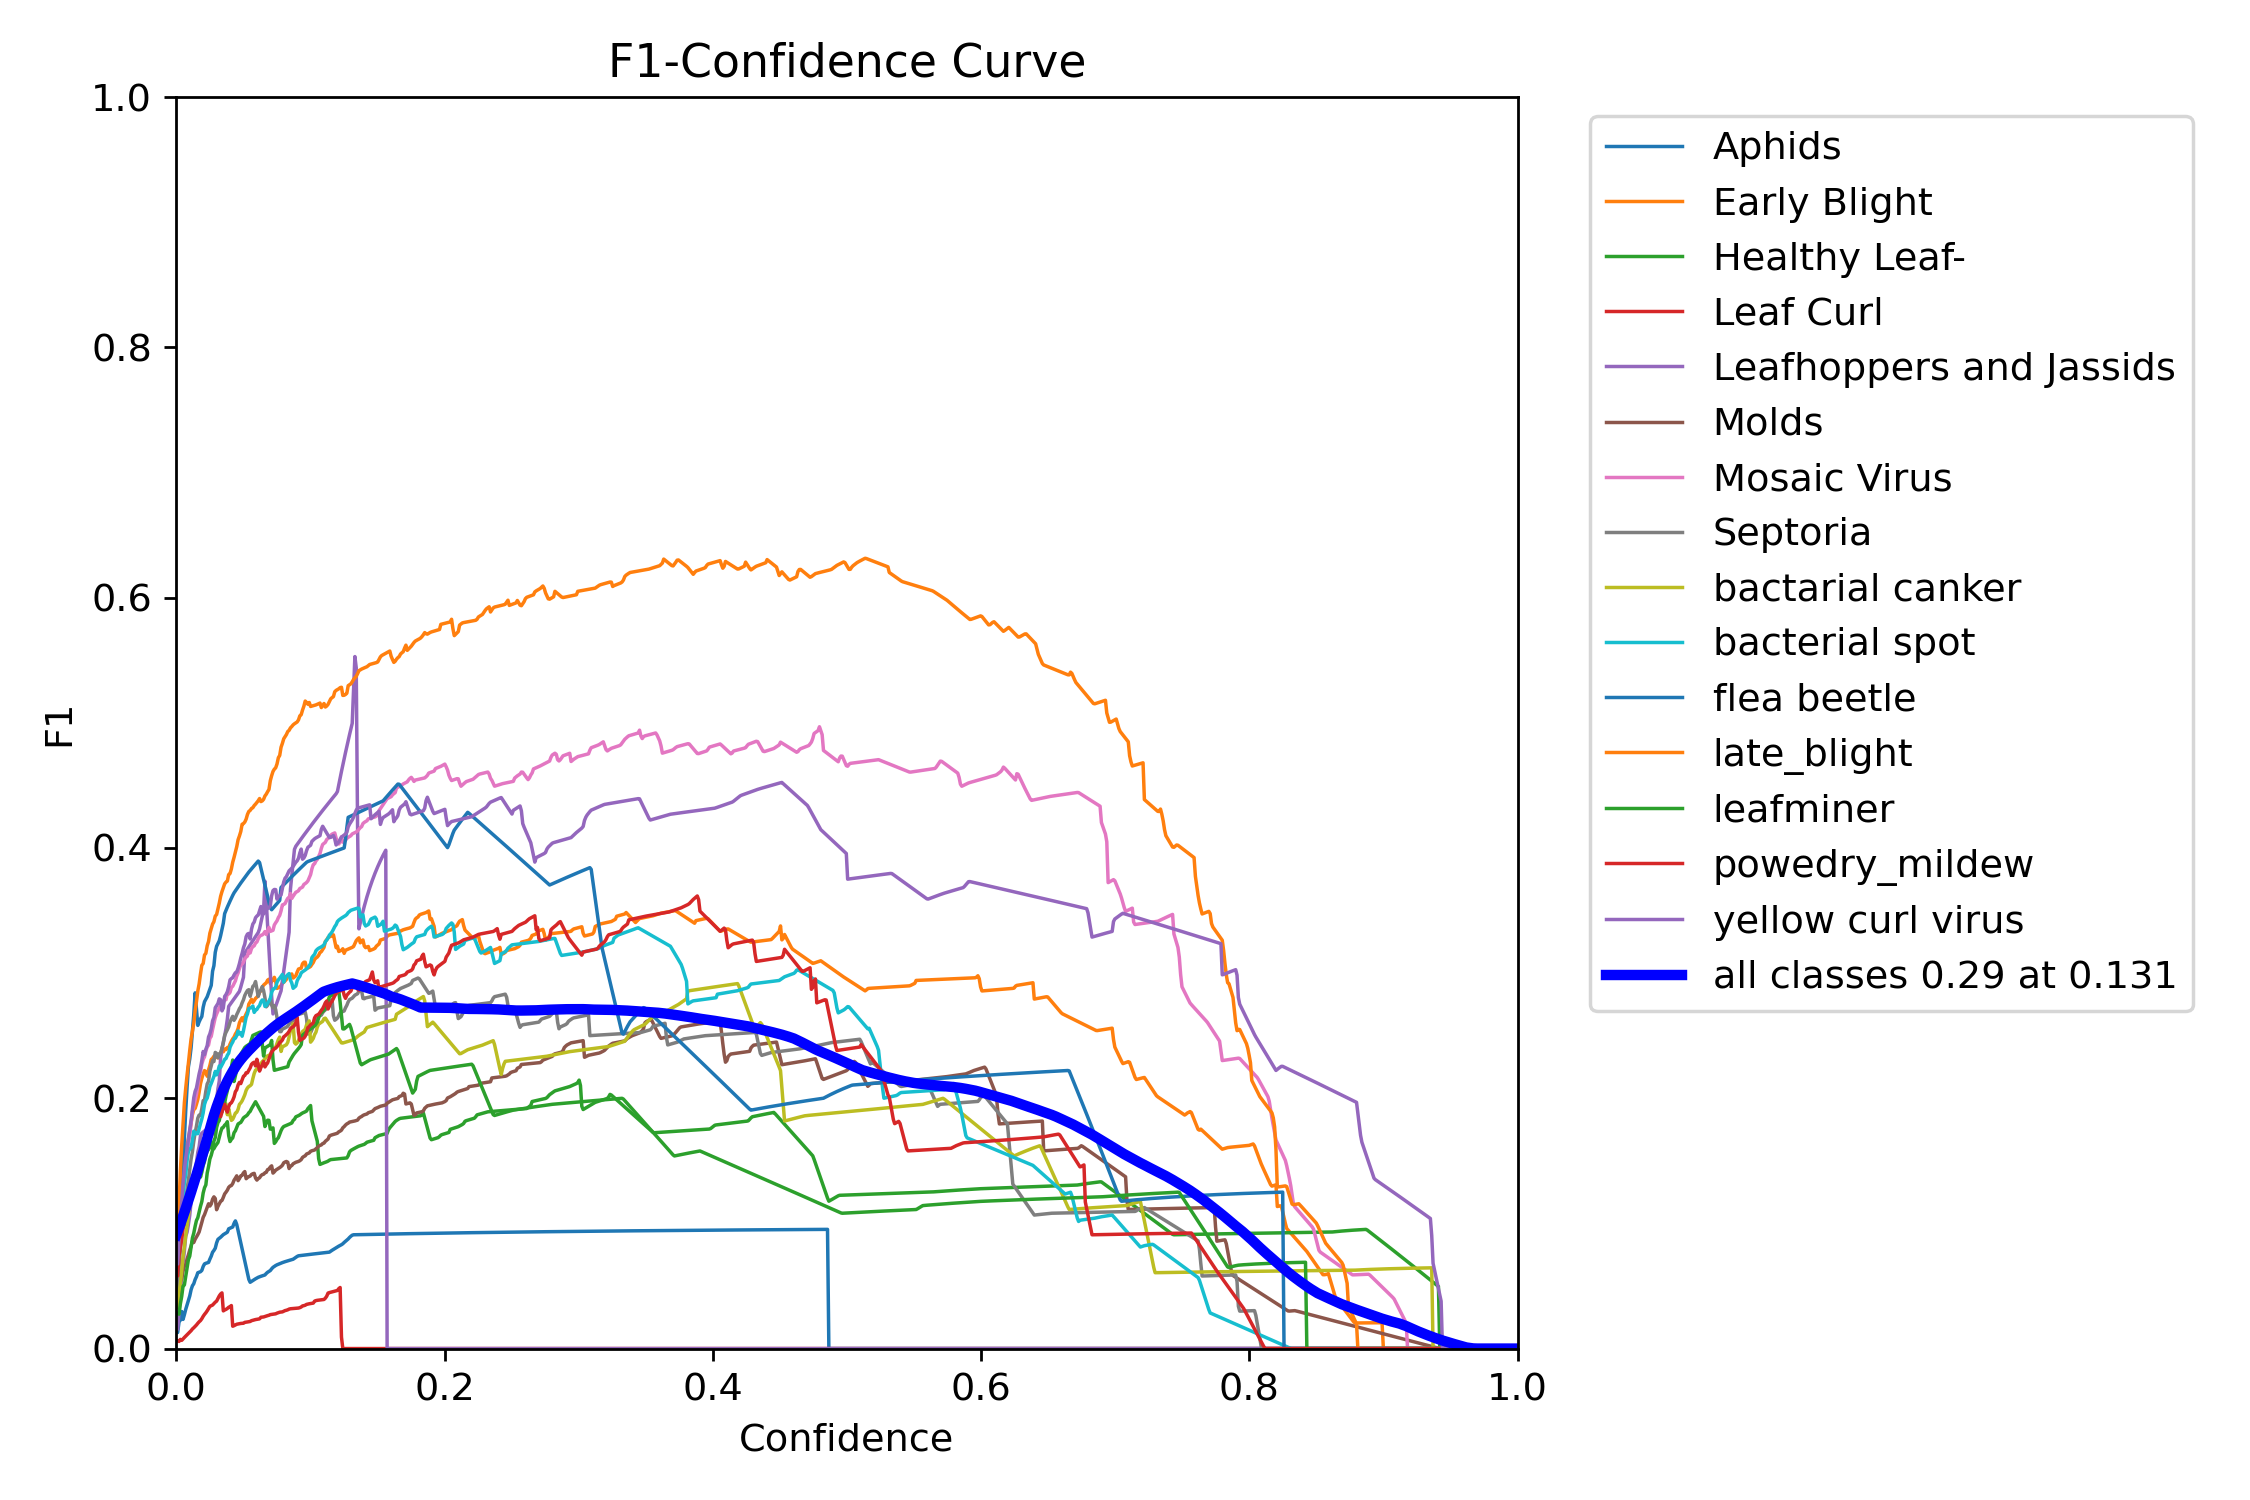 F1-Confidence Curve
1.0
0.8
0.6
0.4
0.2
0.0
F1
0.0 0.2 0.4 0.6 0.8 1.0
Confidence
Aphids
Early Blight
Healthy Leaf-
Leaf Curl
Leafhoppers and Jassids
Molds
Mosaic Virus
Septoria
bactarial canker
bacterial spot
flea beetle
late_blight
leafminer
powedry_mildew
yellow curl virus
all classes 0.29 at 0.131